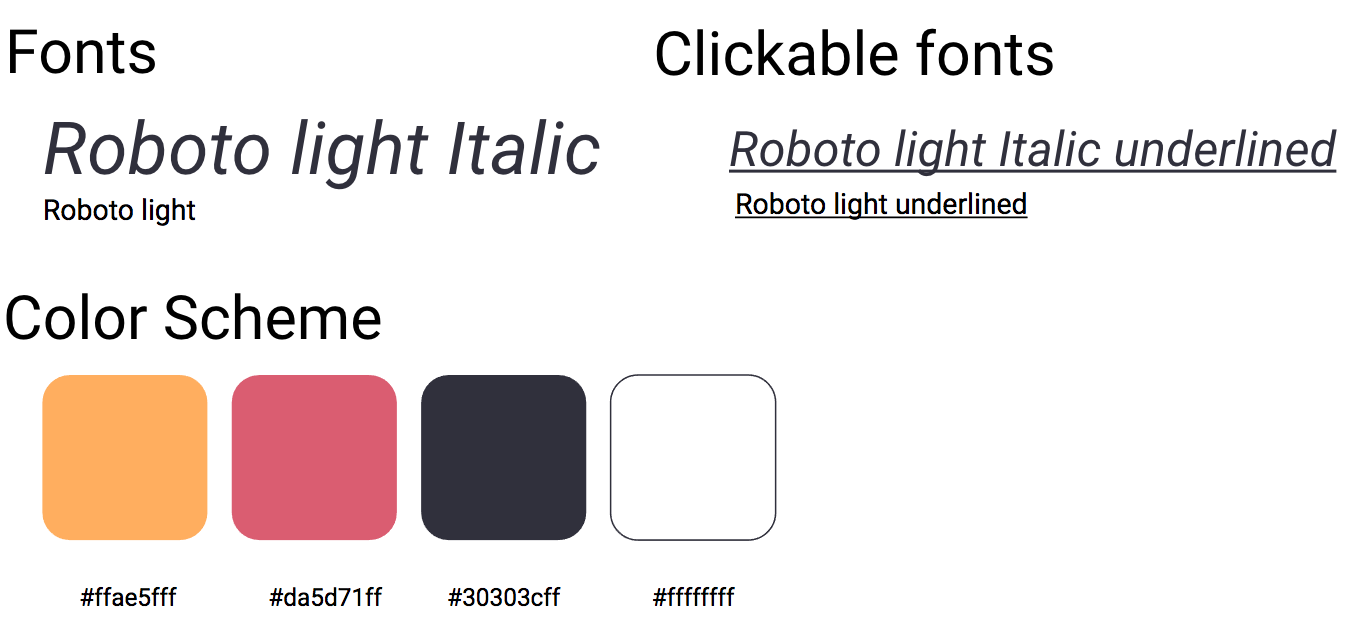 Fonts
Clickable fonts
Roboto light Italic
Roboto light
Roboto light Italic underlined
Roboto light underlined
Color Scheme
#ffae5fff
#da5d71ff
#30303cff
#ffffffff